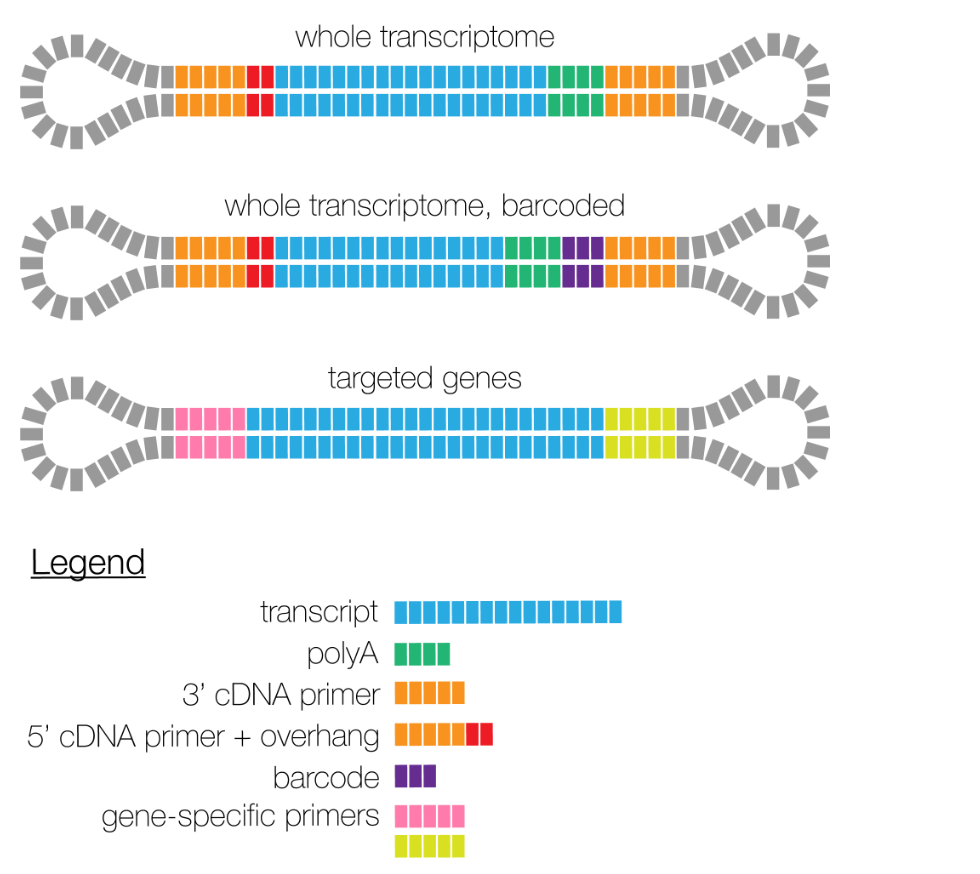 whole transcriptome
whole transcriptome, barcoded
targeted genes
Legend
transcript
polyA
3’ cDNA primer
5’ cDNA primer + overhang
barcode
gene-specific primers